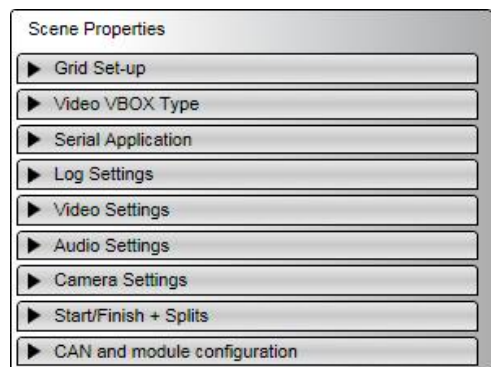 Scene Properties
Grid Set-up
Video VBOX Type
Serial Application
Log Settings
Video Settings
Audio Settings
Camera Settings
Start/Finish + Splits
CAN and module configuration